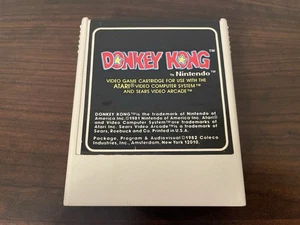 DONKEY KONG™
by Nintendo®
VIDEO GAME CARTRIDGE FOR USE WITH THE
ATARI® VIDEO COMPUTER SYSTEM™
AND SEARS VIDEO ARCADE™
DONKEY KONG™ is the trademark of Nintendo of
America Inc. ©1981 Nintendo of America Inc. Atari®
and Video Computer System™ are trademarks of
Atari Inc. Sears Video Arcade™ is a trademark of
Sears, Roebuck and Co. Printed in U.S.A.
Package, Program & Audiovisual ©1982 Coleco
Industries, Inc., Amsterdam, New York 12010.